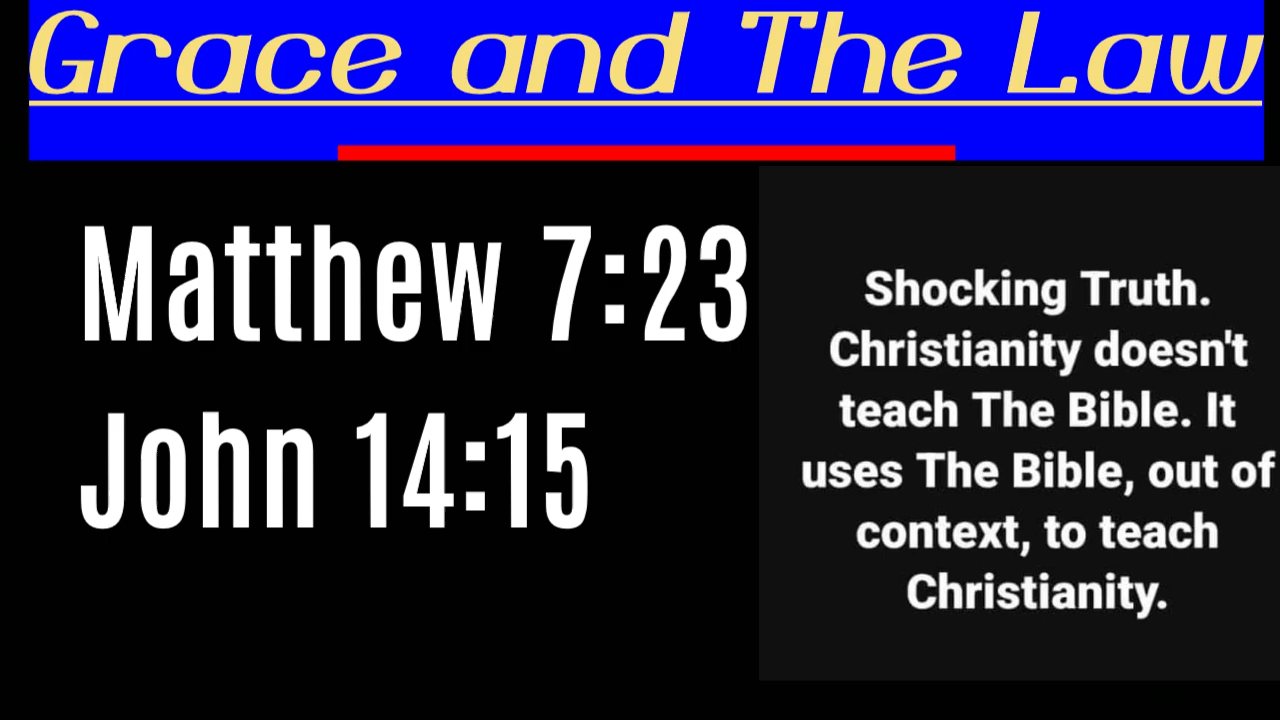 Grace and The Law
Matthew 7:23
John 14:15
Shocking Truth.
Christianity doesn't
teach The Bible. It
uses The Bible, out of
context, to teach
Christianity.